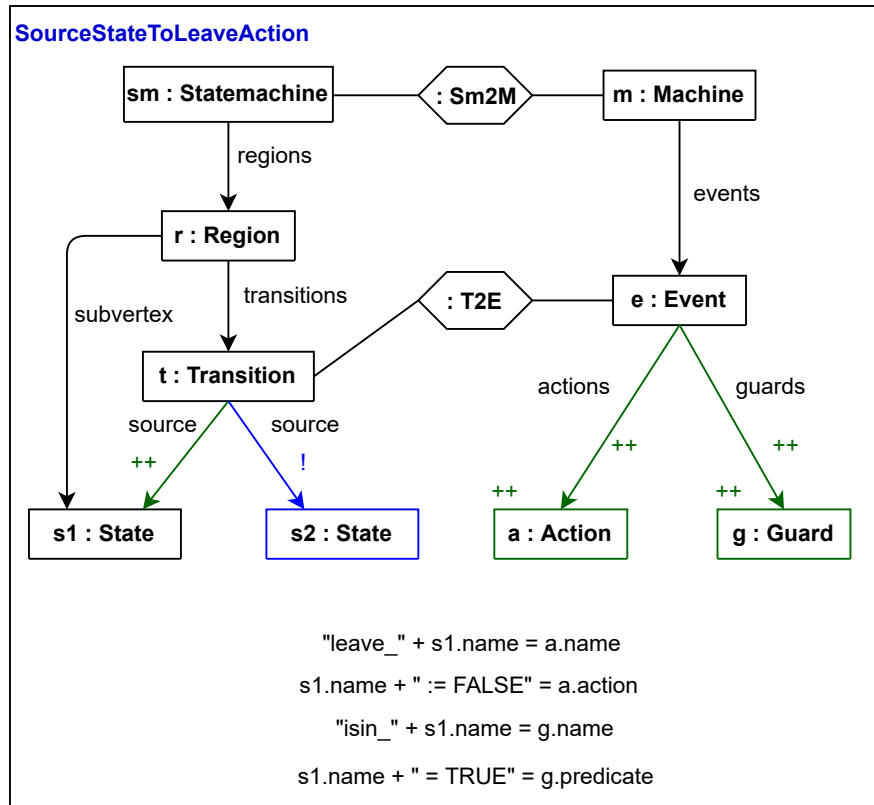 SourceStateToLeaveAction
sm : Statemachine
: Sm2M
m : Machine
regions
events
r : Region
subvertex
transitions
: T2E
e : Event
t : Transition
source
source
actions
guards
++
!
++
++
++
++
s1 : State
s2 : State
a : Action
g : Guard
"leave_" + s1.name = a.name
s1.name + " := FALSE" = a.action
"isin_" + s1.name = g.name
s1.name + " = TRUE" = g.predicate